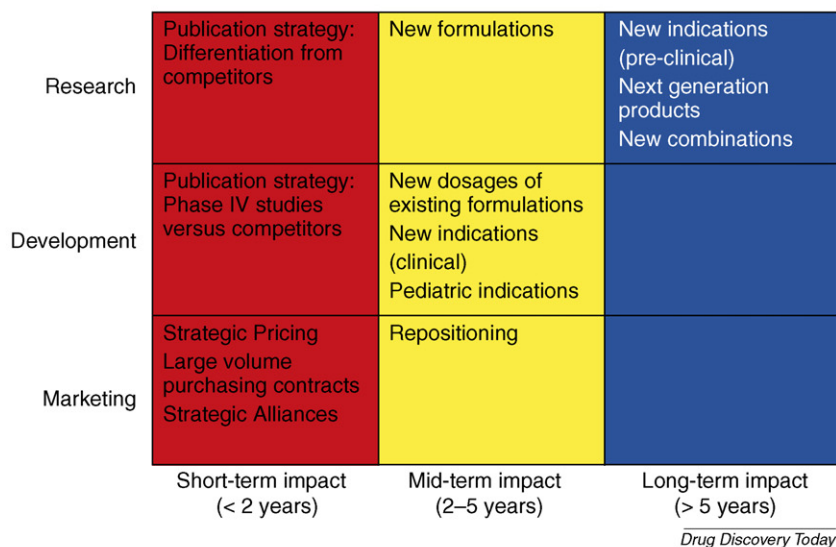 Research
Publication strategy:
Differentiation from
competitors
New formulations
New indications
(pre-clinical)
Next generation
products
New combinations
Development
Publication strategy:
Phase IV studies
versus competitors
New dosages of
existing formulations
New indications
(clinical)
Pediatric indications
Marketing
Strategic Pricing
Large volume
purchasing contracts
Strategic Alliances
Repositioning
Short-term impact
(< 2 years)
Mid-term impact
(2–5 years)
Long-term impact
(> 5 years)
Drug Discovery Today